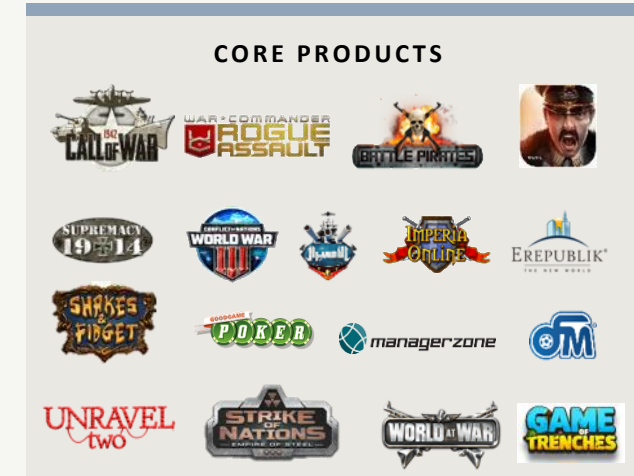 CORE PRODUCTS
1942
CALL OF WAR
WAR COMMANDER
ROGUE
ASSAULT
BATTLE PIRATES
SUPREMACY
1914
CONFLICT OF NATIONS
WORLD WAR
III
IMPERIA
ONLINE
EREPUBLIK®
THE NEW WORLD
SHAKES
&
FIDGET
GOODGAME
POKER
managerzone
OFM
UNRAVEL
two
STRIKE
OF
NATIONS
EMPIRE OF STEEL
WORLD AT WAR
GAME
OF
TRENCHES